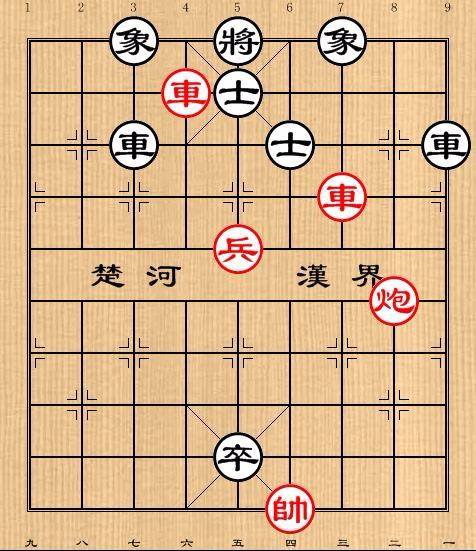 1 2 3 4 5 6 7 8 9
象 將 象
車 士
車 士 車
車
兵
楚 河 漢 界
炮
卒
帥
九 八 七 六 五 四 三 二 一